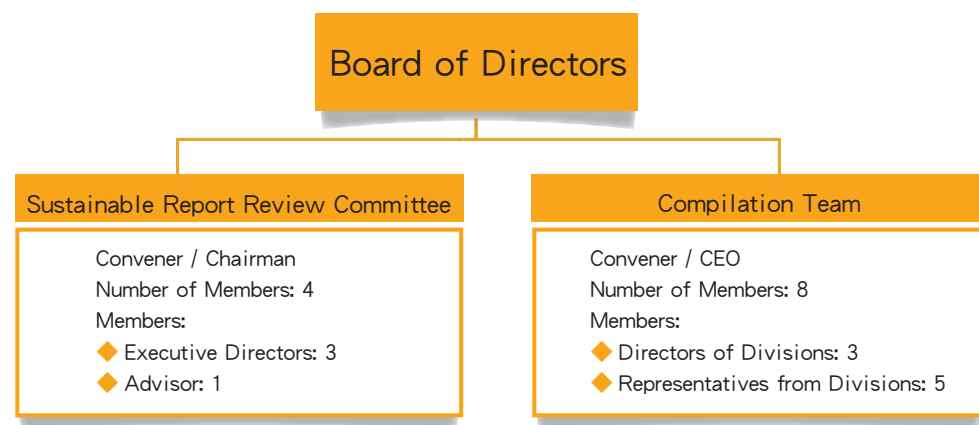 Board of Directors
Sustainable Report Review Committee
Convener / Chairman
Number of Members: 4
Members:
Executive Directors: 3
Advisor: 1
Compilation Team
Convener / CEO
Number of Members: 8
Members:
Directors of Divisions: 3
Representatives from Divisions: 5